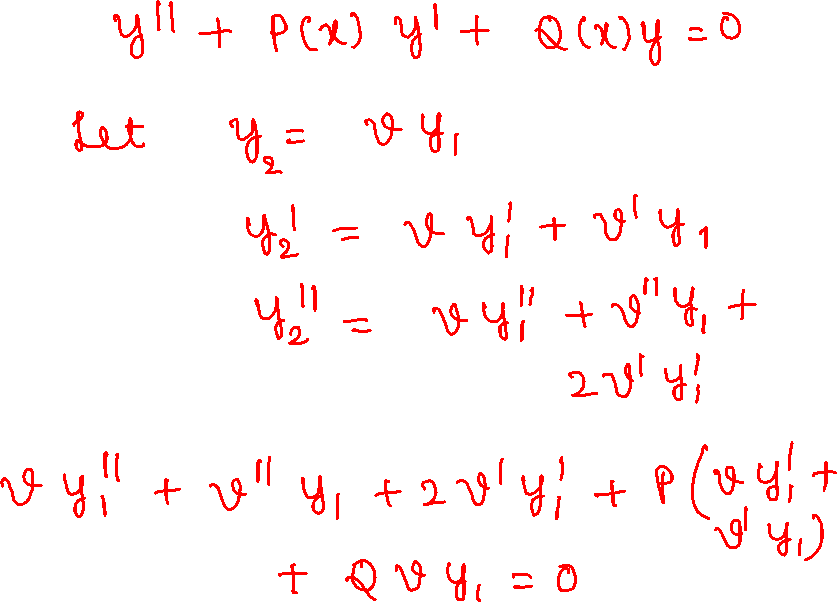 y'' + P(x) y' + Q(x)y = 0
Let y₂ = v y₁
y₂' = v y₁' + v' y₁
y₂'' = v y₁'' + v'' y₁ +
2v' y₁'
v y₁'' + v'' y₁ + 2v' y₁' + P(v y₁' +
v' y₁)
+ Q v y₁ = 0